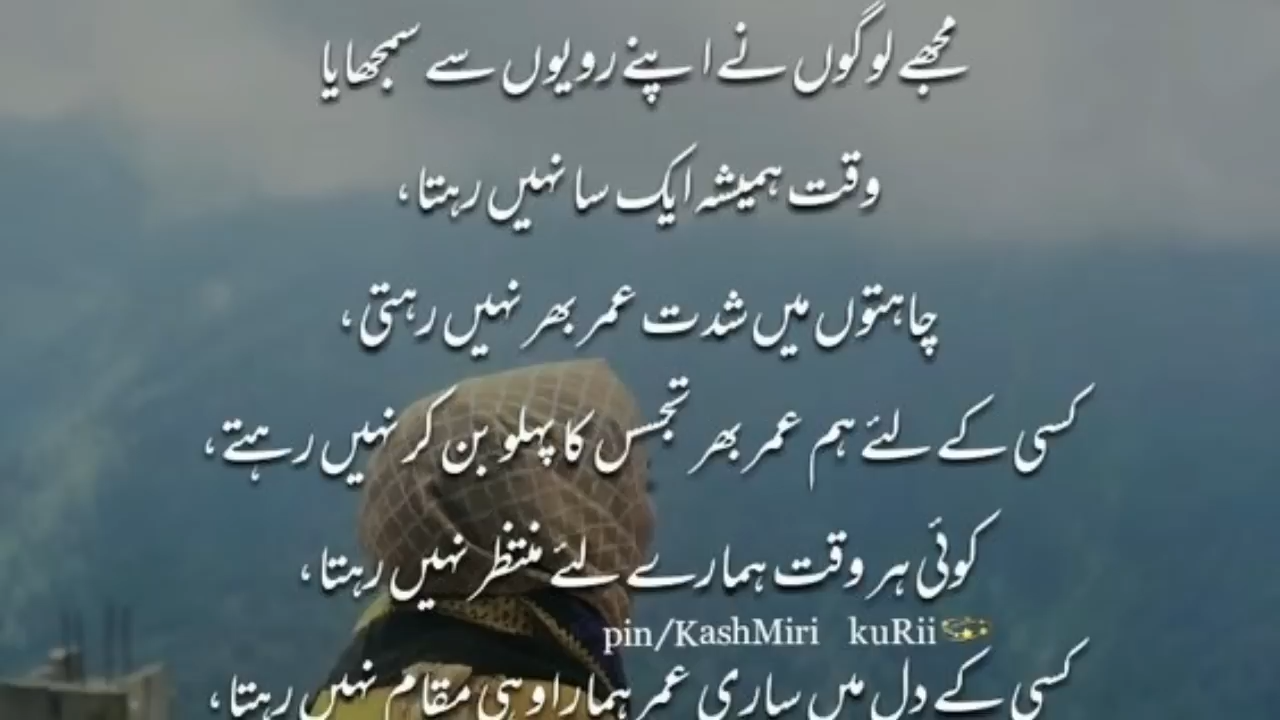 مجھے لوگوں نے اپنے رویوں سے سمجھایا
وقت ہمیشہ ایک سا نہیں رہتا،
چاہتوں میں شدت عمر بھر نہیں رہتی،
کسی کے لئے ہم عمر بھر تجسس کا پہلو بن کر نہیں رہتے،
کوئی ہر وقت ہمارے لئے منتظر نہیں رہتا،
pin/KashMiri kuRii💫
کسی کے دل میں ساری عمر ہمارا وہی مقام نہیں رہتا،